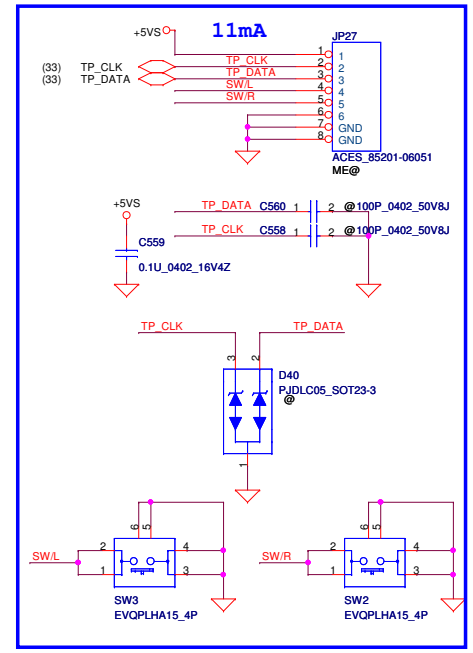 11mA
+5VS
JP27
(33) TP_CLK TP_CLK 1 1
(33) TP_DATA TP_DATA 2 2
SW/L 3 3
SW/R 4 4
5 5
6 6
7 GND
8 GND
ACES_85201-06051
ME@
+5VS
TP_DATA C560 1 2 @100P_0402_50V8J
TP_CLK C558 1 2 @100P_0402_50V8J
C559
0.1U_0402_16V4Z
TP_CLK TP_DATA
3 2
D40
PJDLC05_SOT23-3
@
1
6 5
SW/L 2 4
1 3
SW3
EVQPLHA15_4P
6 5
SW/R 2 4
1 3
SW2
EVQPLHA15_4P